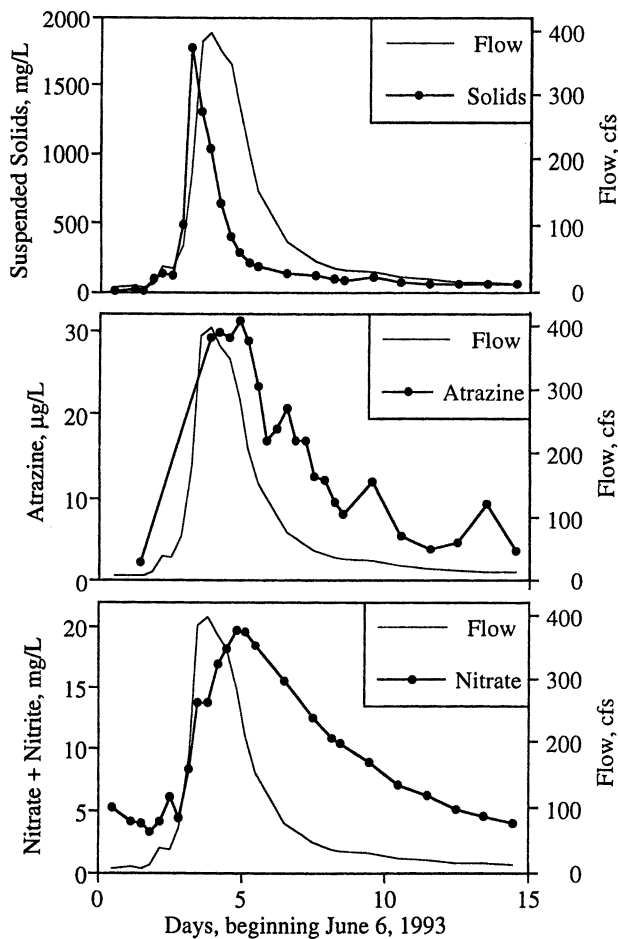 2000
1500
1000
500
0
Suspended Solids, mg/L
Flow
Solids
400
300
200
100
0
Flow, cfs
30
20
10
0
Atrazine, µg/L
Flow
Atrazine
400
300
200
100
0
Flow, cfs
20
15
10
5
0
Nitrate + Nitrite, mg/L
Flow
Nitrate
400
300
200
100
0
Flow, cfs
0 5 10 15
Days, beginning June 6, 1993